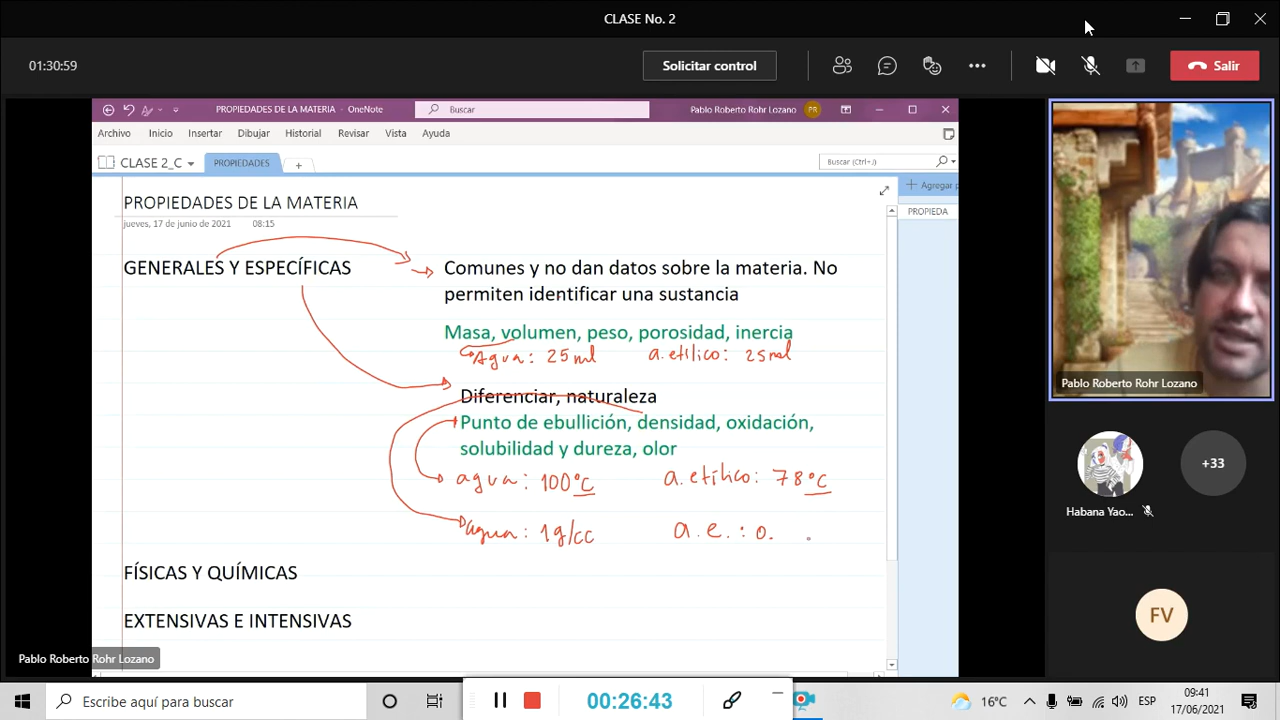 CLASE No. 2
01:30:59
Solicitar control
Salir
PROPIEDADES DE LA MATERIA - OneNote
Buscar
Pablo Roberto Rohr Lozano
PR
Archivo Inicio Insertar Dibujar Historial Revisar Vista Ayuda
CLASE 2_C
PROPIEDADES
Buscar (Ctrl+/)
PROPIEDADES DE LA MATERIA
jueves, 17 de junio de 2021 08:15
Agregar p
PROPIEDA
GENERALES Y ESPECÍFICAS
Comunes y no dan datos sobre la materia. No
permiten identificar una sustancia
Masa, volumen, peso, porosidad, inercia
Agua: 25 ml a. etílico: 25 ml
Diferenciar, naturaleza
Punto de ebullición, densidad, oxidación,
solubilidad y dureza, olor
agua: 100°C a. etílico: 78°C
agua: 1g/cc a. e. : 0.
FÍSICAS Y QUÍMICAS
EXTENSIVAS E INTENSIVAS
Pablo Roberto Rohr Lozano
Pablo Roberto Rohr Lozano
+33
Habana Yao...
FV
Escribe aquí para buscar
00:26:43
16°C
ESP
09:41
17/06/2021